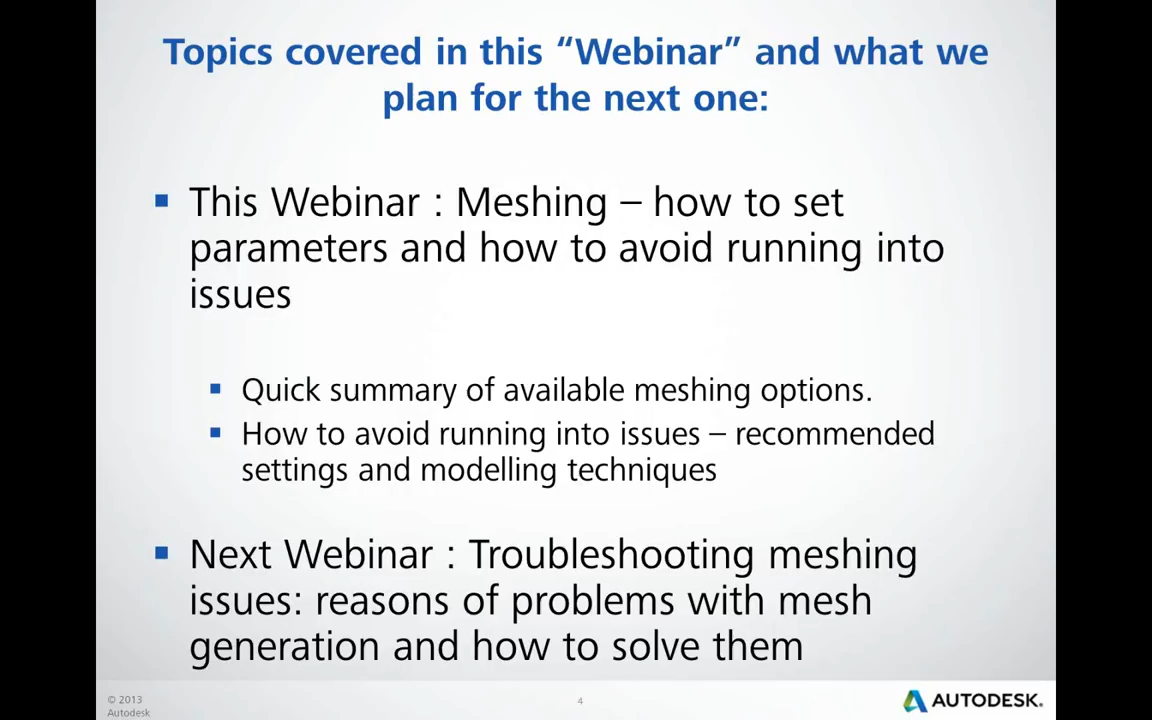 Topics covered in this “Webinar” and what we
plan for the next one:
▪ This Webinar : Meshing – how to set
parameters and how to avoid running into
issues
▪ Quick summary of available meshing options.
▪ How to avoid running into issues – recommended
settings and modelling techniques
▪ Next Webinar : Troubleshooting meshing
issues: reasons of problems with mesh
generation and how to solve them
© 2013
Autodesk
4
AUTODESK.